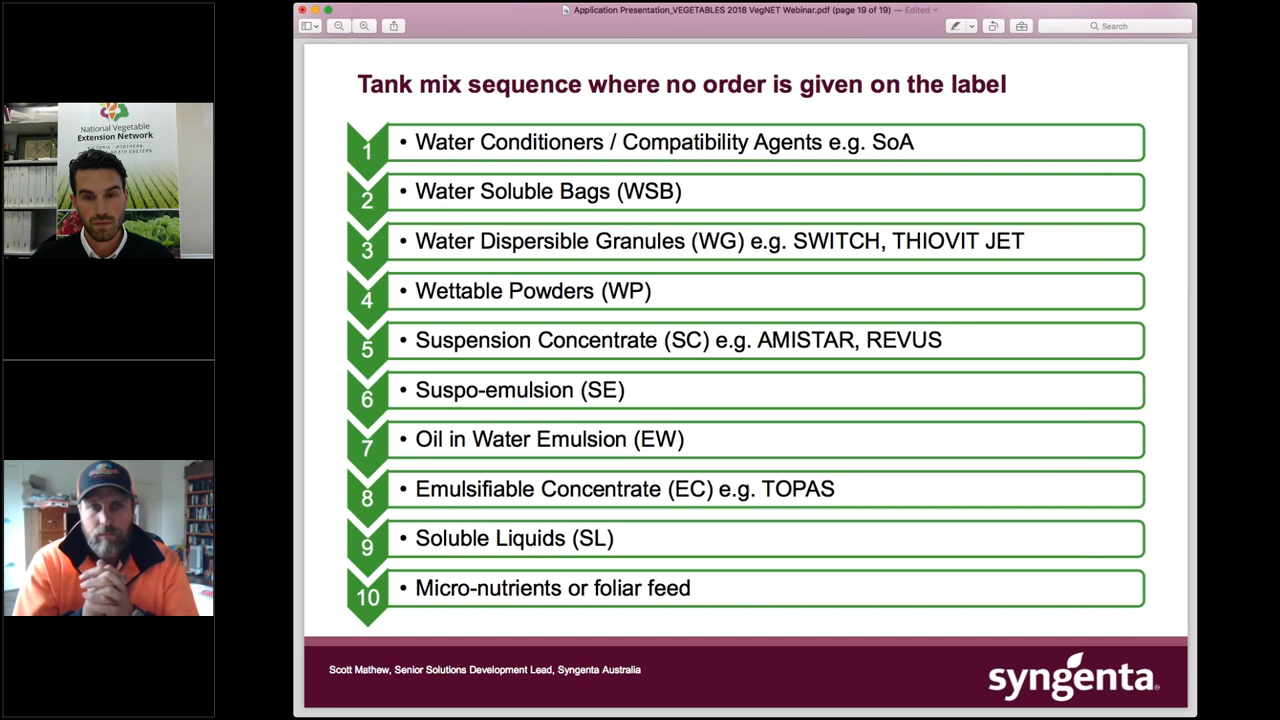 Application Presentation_VEGETABLES 2018 VegNET Webinar.pdf (page 19 of 19) — Edited
Search
National Vegetable
Extension Network
Tank mix sequence where no order is given on the label
1 • Water Conditioners / Compatibility Agents e.g. SoA
2 • Water Soluble Bags (WSB)
3 • Water Dispersible Granules (WG) e.g. SWITCH, THIOVIT JET
4 • Wettable Powders (WP)
5 • Suspension Concentrate (SC) e.g. AMISTAR, REVUS
6 • Suspo-emulsion (SE)
7 • Oil in Water Emulsion (EW)
8 • Emulsifiable Concentrate (EC) e.g. TOPAS
9 • Soluble Liquids (SL)
10 • Micro-nutrients or foliar feed
Scott Mathew, Senior Solutions Development Lead, Syngenta Australia
syngenta